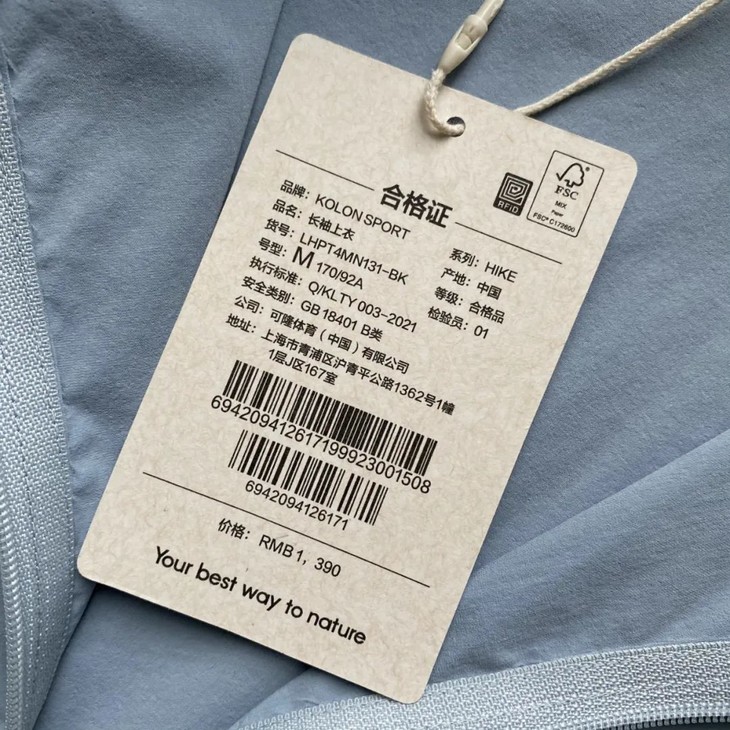 合格证
RFID
FSC
MIX
Paper
FSC® C172600
品牌：KOLON SPORT
品名：长袖上衣
货号：LHPT4MN131-BK
号型：M 170/92A
执行标准：Q/KLTY 003-2021
安全类别：GB 18401 B类
公司：可隆体育（中国）有限公司
地址：上海市青浦区沪青平公路1362号1幢
1层J区167室
系列：HIKE
产地：中国
等级：合格品
检验员：01
694209412617199923001508
6942094126171
价格：RMB 1，390
Your best way to nature